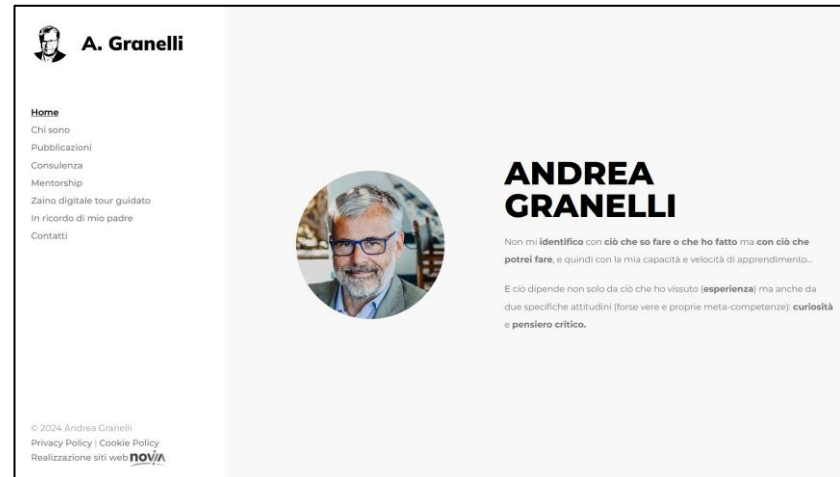 A. Granelli
Home
Chi sono
Pubblicazioni
Consulenza
Mentorship
Zaino digitale tour guidato
In ricordo di mio padre
Contatti
© 2024 Andrea Granelli
Privacy Policy | Cookie Policy
Realizzazione siti web novia
ANDREA
GRANELLI
Non mi identifico con ciò che so fare o che ho fatto ma con ciò che
potrei fare, e quindi con la mia capacità e velocità di apprendimento...
E ciò dipende non solo da ciò che ho vissuto (esperienza) ma anche da
due specifiche attitudini (forse vere e proprie meta-competenze): curiosità
e pensiero critico.